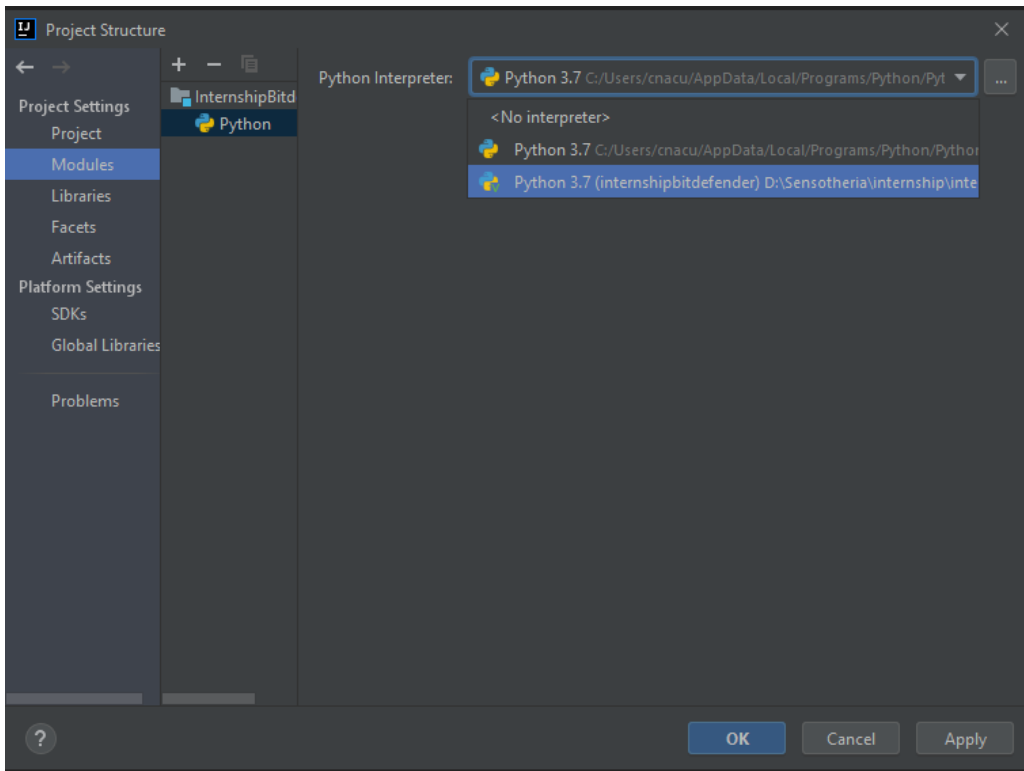 Project Structure
Project Settings
Project
Modules
Libraries
Facets
Artifacts
Platform Settings
SDKs
Global Libraries
Problems
InternshipBitd
Python
Python Interpreter: Python 3.7 C:/Users/cnacu/AppData/Local/Programs/Python/Pyt ...
<No interpreter>
Python 3.7 C:/Users/cnacu/AppData/Local/Programs/Python/Python
Python 3.7 (internshipbitdefender) D:\Sensotheria\internship\inte
? OK Cancel Apply